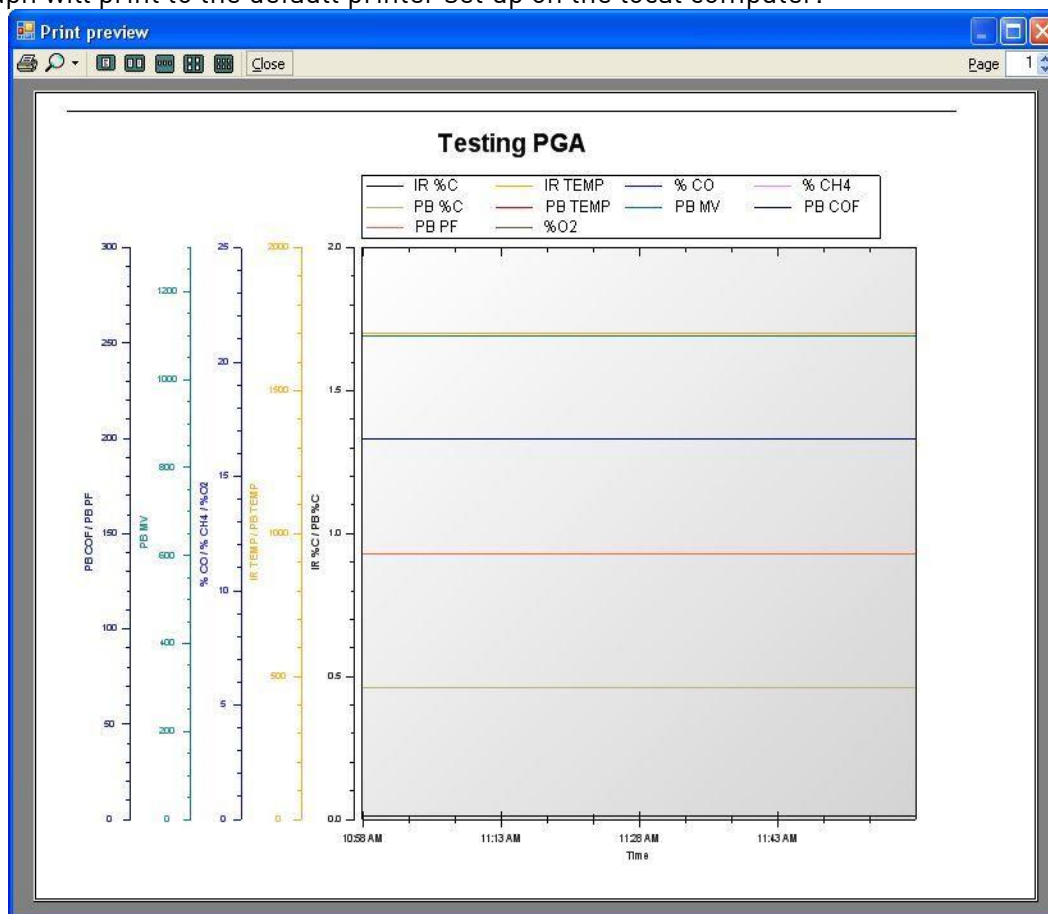 aph will print to the default printer set up on the local computer.
Print preview
Close Page 1
Testing PGA
IR %C IR TEMP % CO % CH4
PB %C PB TEMP PB MV PB COF
PB PF %O2
300 25 2000 2.0
1200
250
20
1000 1500 1.5
200
800
15
150 1000 1.0
600
10
100
400
500 0.5
5
50
200
0 0 0 0 0.0
PB COF / PB PF
PB MV
% CO / % CH4 / %O2
IR TEMP / PB TEMP
IR %C / PB %C
10:58 AM 11:13 AM 11:28 AM 11:43 AM
Time